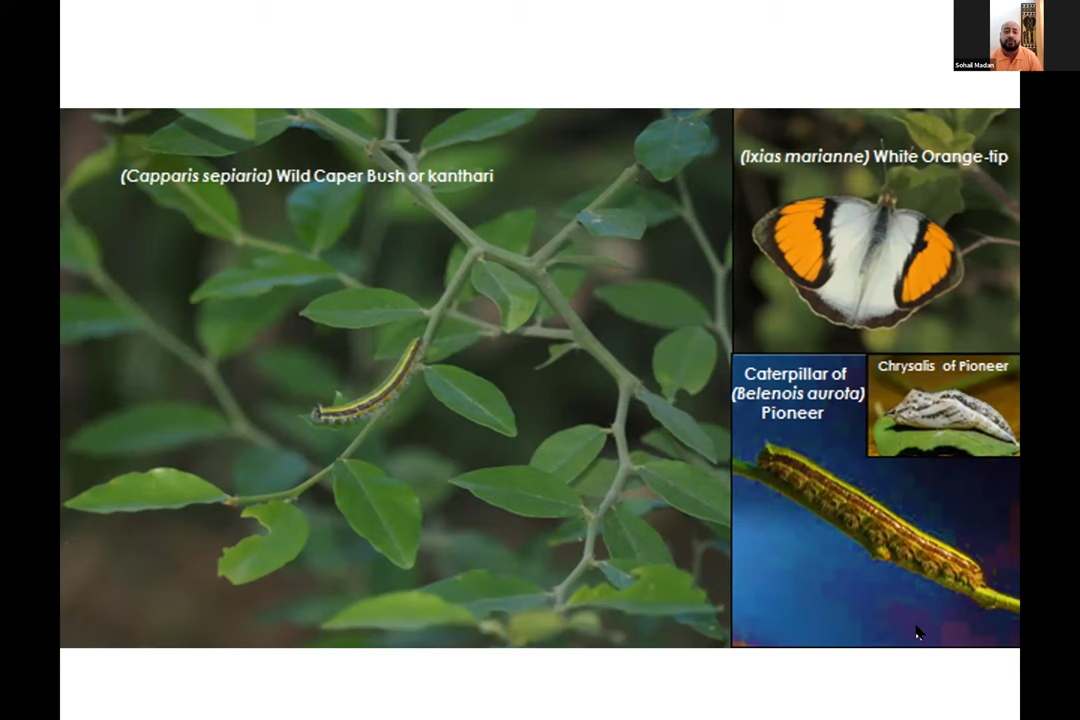 Sohail Madan
(Capparis sepiaria) Wild Caper Bush or kanthari
(Ixias marianne) White Orange-tip
Caterpillar of
(Belenois aurota)
Pioneer
Chrysalis of Pioneer